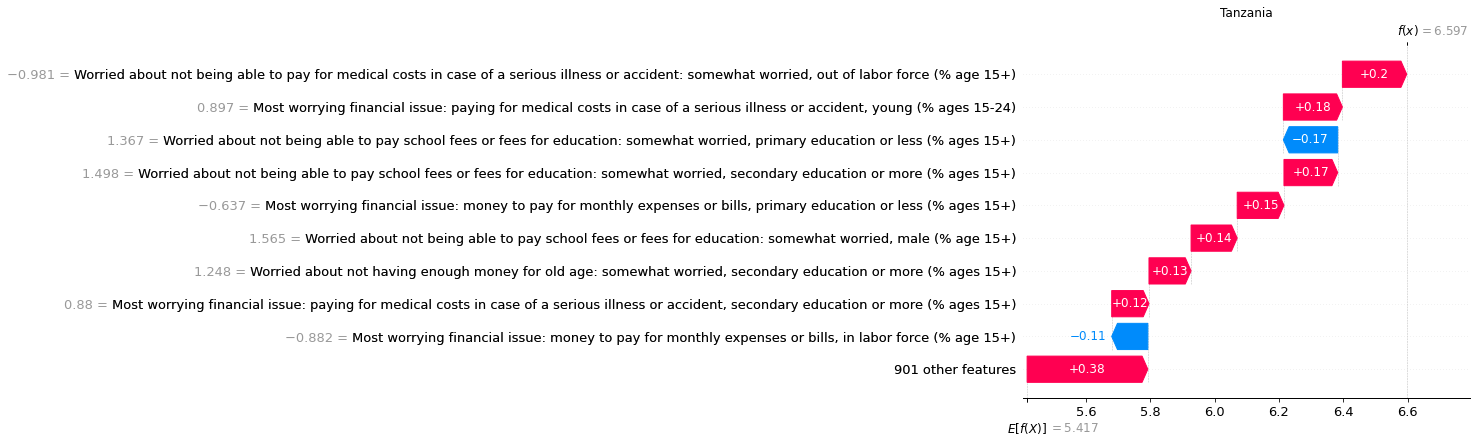 Tanzania
f(x) = 6.597
−0.981 = Worried about not being able to pay for medical costs in case of a serious illness or accident: somewhat worried, out of labor force (% age 15+)
+0.2
0.897 = Most worrying financial issue: paying for medical costs in case of a serious illness or accident, young (% ages 15-24)
+0.18
1.367 = Worried about not being able to pay school fees or fees for education: somewhat worried, primary education or less (% ages 15+)
−0.17
1.498 = Worried about not being able to pay school fees or fees for education: somewhat worried, secondary education or more (% ages 15+)
+0.17
−0.637 = Most worrying financial issue: money to pay for monthly expenses or bills, primary education or less (% ages 15+)
+0.15
1.565 = Worried about not being able to pay school fees or fees for education: somewhat worried, male (% age 15+)
+0.14
1.248 = Worried about not having enough money for old age: somewhat worried, secondary education or more (% ages 15+)
+0.13
0.88 = Most worrying financial issue: paying for medical costs in case of a serious illness or accident, secondary education or more (% ages 15+)
+0.12
−0.882 = Most worrying financial issue: money to pay for monthly expenses or bills, in labor force (% age 15+)
−0.11
901 other features
+0.38
5.6 5.8 6.0 6.2 6.4 6.6
E[f(X)] = 5.417